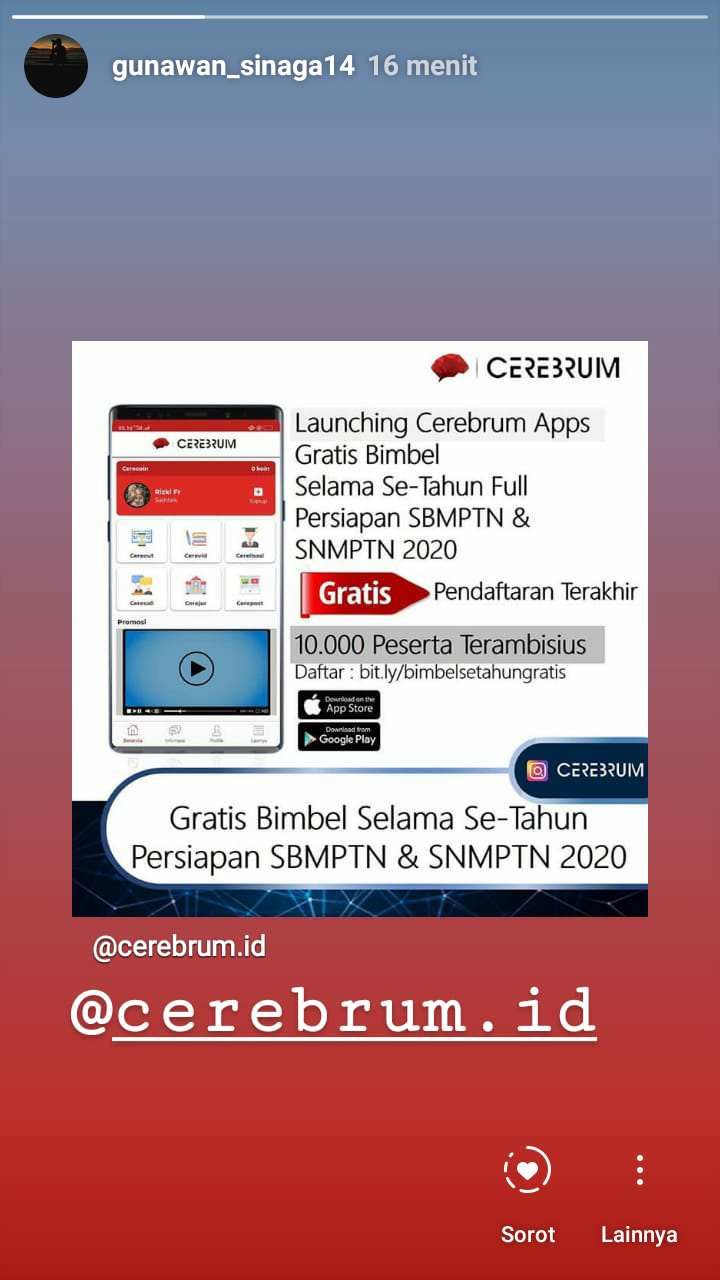 gunawan_sinaga14 16 menit
CEREBRUM
CEREBRUM
Cerecoin 0 koin
Rizki Fr
Saintek
Topup
Cereout Cerevid Cerelisasi
Cerecall Cerejur Cerepost
Promosi
Beranda Informasi Profile Lainnya
Launching Cerebrum Apps
Gratis Bimbel
Selama Se-Tahun Full
Persiapan SBMPTN &
SNMPTN 2020
Gratis Pendaftaran Terakhir
10.000 Peserta Terambisius
Daftar : bit.ly/bimbelsetahungratis
Download on the
App Store
Download from
Google Play
CEREBRUM
Gratis Bimbel Selama Se-Tahun
Persiapan SBMPTN & SNMPTN 2020
@cerebrum.id
@cerebrum.id
Sorot Lainnya